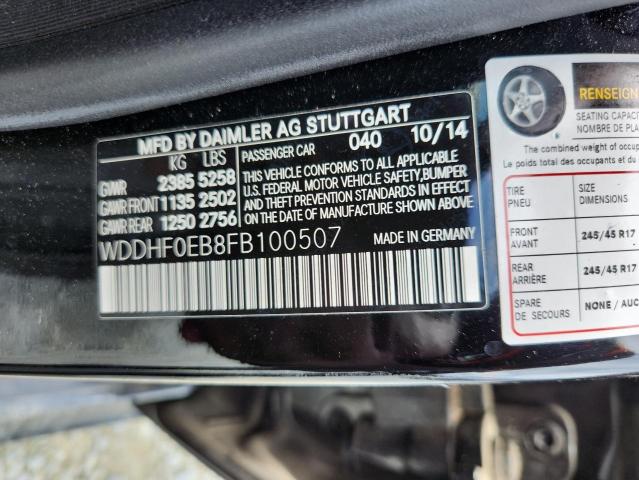 MFD BY DAIMLER AG STUTTGART
KG LBS
GVWR 2385 5258
GAWR FRONT 1135 2502
GAWR REAR 1250 2756
PASSENGER CAR 040 10/14
THIS VEHICLE CONFORMS TO ALL APPLICABLE
U.S. FEDERAL MOTOR VEHICLE SAFETY, BUMPER
AND THEFT PREVENTION STANDARDS IN EFFECT
ON THE DATE OF MANUFACTURE SHOWN ABOVE.
WDDHF0EB8FB100507
MADE IN GERMANY
RENSEIGN
SEATING CAPAC
NOMBRE DE PL
The combined weight of occup
Le poids total des occupants et du
TIRE
PNEU
SIZE
DIMENSIONS
FRONT
AVANT
245/45 R17
REAR
ARRIÈRE
245/45 R17
SPARE
DE SECOURS
NONE / AUC